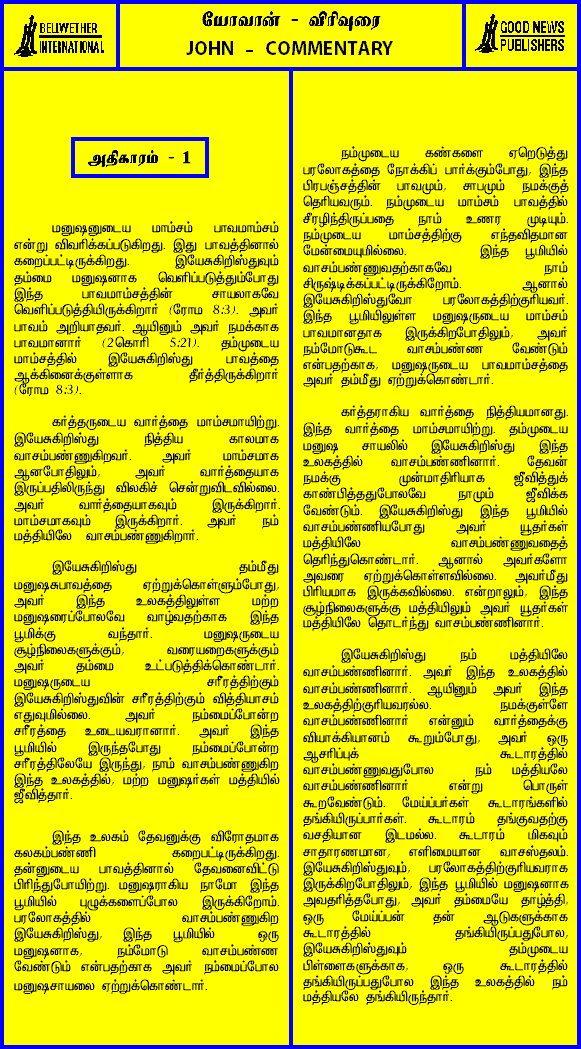 BELLWETHER
INTERNATIONAL
யோவான் - விரிவுரை
JOHN - COMMENTARY
GOOD NEWS
PUBLISHERS
அதிகாரம் - 1
மனுஷனுடைய மாம்சம் பாவமாம்சம்
என்று விவரிக்கப்படுகிறது. இது பாவத்தினால்
கறைப்பட்டிருக்கிறது. இயேசுகிறிஸ்துவும்
தம்மை மனுஷனாக வெளிப்படுத்தும்போது
இந்த பாவமாம்சத்தின் சாயலாகவே
வெளிப்படுத்தியிருக்கிறார் (ரோம 8:3). அவர்
பாவம் அறியாதவர். ஆயினும் அவர் நமக்காக
பாவமானார் (2கொரி 5:21). தம்முடைய
மாம்சத்தில் இயேசுகிறிஸ்து பாவத்தை
ஆக்கினைக்குள்ளாக தீர்த்திருக்கிறார்
(ரோம 8:3).
கர்த்தருடைய வார்த்தை மாம்சமாயிற்று.
இயேசுகிறிஸ்து நித்திய காலமாக
வாசம்பண்ணுகிறவர். அவர் மாம்சமாக
ஆனபோதிலும், அவர் வார்த்தையாக
இருப்பதிலிருந்து விலகிச் சென்றுவிடவில்லை.
அவர் வார்த்தையாகவும் இருக்கிறார்.
மாம்சமாகவும் இருக்கிறார். அவர் நம்
மத்தியிலே வாசம்பண்ணுகிறார்.
இயேசுகிறிஸ்து தம்மீது
மனுஷசுபாவத்தை ஏற்றுக்கொள்ளும்போது,
அவர் இந்த உலகத்திலுள்ள மற்ற
மனுஷரைப்போலவே வாழ்வதற்காக இந்த
பூமிக்கு வந்தார். மனுஷருடைய
சூழ்நிலைகளுக்கும், வரையறைகளுக்கும்
அவர் தம்மை உட்படுத்திக்கொண்டார்.
மனுஷருடைய சரீரத்திற்கும்
இயேசுகிறிஸ்துவின் சரீரத்திற்கும் வித்தியாசம்
எதுவுமில்லை. அவர் நம்மைப்போன்ற
சரீரத்தை உடையவரானார். அவர் இந்த
பூமியில் இருந்தபோது நம்மைப்போன்ற
சரீரத்திலேயே இருந்து, நாம் வாசம்பண்ணுகிற
இந்த உலகத்தில், மற்ற மனுஷர்கள் மத்தியில்
ஜீவித்தார்.
இந்த உலகம் தேவனுக்கு விரோதமாக
கலகம்பண்ணி கறைபட்டிருக்கிறது.
தன்னுடைய பாவத்தினால் தேவனைவிட்டு
பிரிந்துபோயிற்று. மனுஷராகிய நாமோ இந்த
பூமியில் புழுக்களைப்போல இருக்கிறோம்.
பரலோகத்தில் வாசம்பண்ணுகிற
இயேசுகிறிஸ்து, இந்த பூமியில் ஒரு
மனுஷனாக, நம்மோடு வாசம்பண்ண
வேண்டும் என்பதற்காக அவர் நம்மைப்போல
மனுஷசாயலை ஏற்றுக்கொண்டார்.
நம்முடைய கண்களை ஏறெடுத்து
பரலோகத்தை நோக்கிப் பார்க்கும்போது, இந்த
பிரபஞ்சத்தின் பாவமும், சாபமும் நமக்குத்
தெரியவரும். நம்முடைய மாம்சம் பாவத்தில்
சீரழிந்திருப்பதை நாம் உணர முடியும்.
நம்முடைய மாம்சத்திற்கு எந்தவிதமான
மேன்மையுமில்லை. இந்த பூமியில்
வாசம்பண்ணுவதற்காகவே நாம்
சிருஷ்டிக்கப்பட்டிருக்கிறோம். ஆனால்
இயேசுகிறிஸ்துவோ பரலோகத்திற்குரியவர்.
இந்த பூமியிலுள்ள மனுஷருடைய மாம்சம்
பாவமானதாக இருக்கிறபோதிலும், அவர்
நம்மோடுகூட வாசம்பண்ண வேண்டும்
என்பதற்காக, மனுஷருடைய பாவமாம்சத்தை
அவர் தம்மீது ஏற்றுக்கொண்டார்.
கர்த்தராகிய வார்த்தை நித்தியமானது.
இந்த வார்த்தை மாம்சமாயிற்று. தம்முடைய
மனுஷ சாயலில் இயேசுகிறிஸ்து இந்த
உலகத்தில் வாசம்பண்ணினார். தேவன்
நமக்கு முன்மாதிரியாக ஜீவித்துக்
காண்பித்ததுபோலவே நாமும் ஜீவிக்க
வேண்டும். இயேசுகிறிஸ்து இந்த பூமியில்
வாசம்பண்ணியபோது அவர் யூதர்கள்
மத்தியிலே வாசம்பண்ணுவதைத்
தெரிந்துகொண்டார். ஆனால் அவர்களோ
அவரை ஏற்றுக்கொள்ளவில்லை. அவர்மீது
பிரியமாக இருக்கவில்லை. என்றாலும், இந்த
சூழ்நிலைகளுக்கு மத்தியிலும் அவர் யூதர்கள்
மத்தியிலே தொடர்ந்து வாசம்பண்ணினார்.
இயேசுகிறிஸ்து நம் மத்தியிலே
வாசம்பண்ணினார். அவர் இந்த உலகத்தில்
வாசம்பண்ணினார். ஆயினும் அவர் இந்த
உலகத்திற்குரியவரல்ல. நமக்குள்ளே
வாசம்பண்ணினார் என்னும் வார்த்தைக்கு
வியாக்கியானம் கூறும்போது, அவர் ஒரு
ஆசரிப்புக் கூடாரத்தில்
வாசம்பண்ணுவதுபோல நம் மத்தியலே
வாசம்பண்ணினார் என்று பொருள்
கூறவேண்டும். மேய்ப்பர்கள் கூடாரங்களில்
தங்கியிருப்பார்கள். கூடாரம் தங்குவதற்கு
வசதியான இடமல்ல. கூடாரம் மிகவும்
சாதாரணமான, எளிமையான வாசஸ்தலம்.
இயேசுகிறிஸ்துவும், பரலோகத்திற்குரியவராக
இருக்கிறபோதிலும், இந்த பூமியில் மனுஷனாக
அவதரித்தபோது, அவர் தம்மையே தாழ்த்தி,
ஒரு மேய்ப்பன் தன் ஆடுகளுக்காக
கூடாரத்தில் தங்கியிருப்பதுபோல,
இயேசுகிறிஸ்துவும் தம்முடைய
பிள்ளைகளுக்காக, ஒரு கூடாரத்தில்
தங்கியிருப்பதுபோல இந்த உலகத்தில் நம்
மத்தியலே தங்கியிருந்தார்.